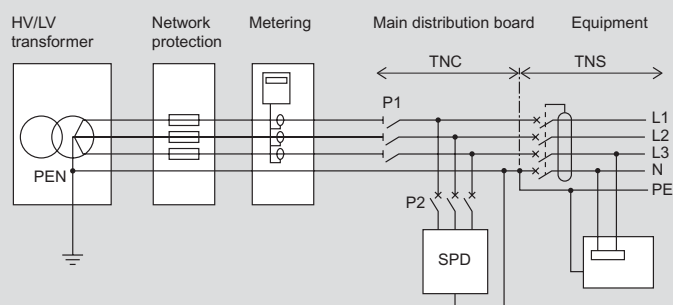 HV/LV
transformer
Network
protection
Metering
Main distribution board
Equipment
TNC
TNS
P1
L1
L2
L3
N
PE
PEN
P2
SPD